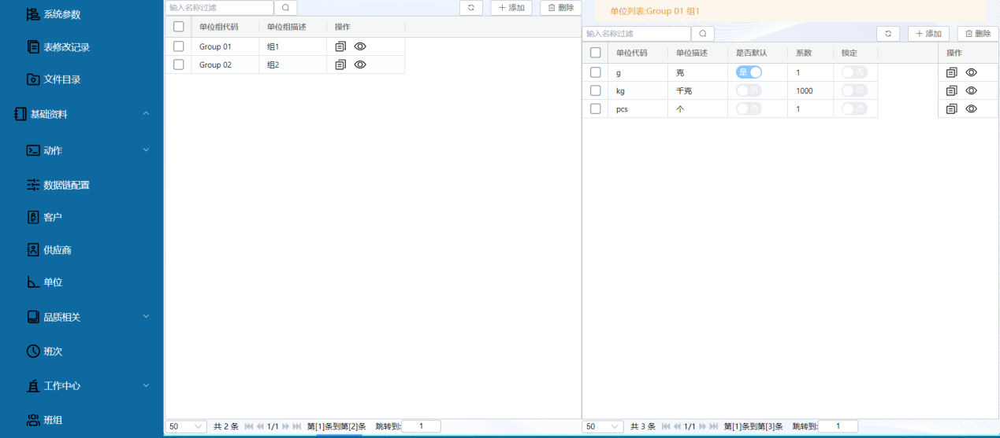 系统参数
表修改记录
文件目录
基础资料
动作
数据链配置
客户
供应商
单位
品质相关
班次
工作中心
班组
输入名称过滤
添加
删除
单位组代码 单位组描述 操作
Group 01 组1
Group 02 组2
50 共 2 条 1/1 第[1]条到第[2]条 跳转到: 1
单位列表:Group 01 组1
输入名称过滤
添加
删除
单位代码 单位描述 是否默认 系数 锁定 操作
g 克 是 1 否
kg 千克 否 1000 否
pcs 个 否 1 否
50 共 3 条 1/1 第[1]条到第[3]条 跳转到: 1